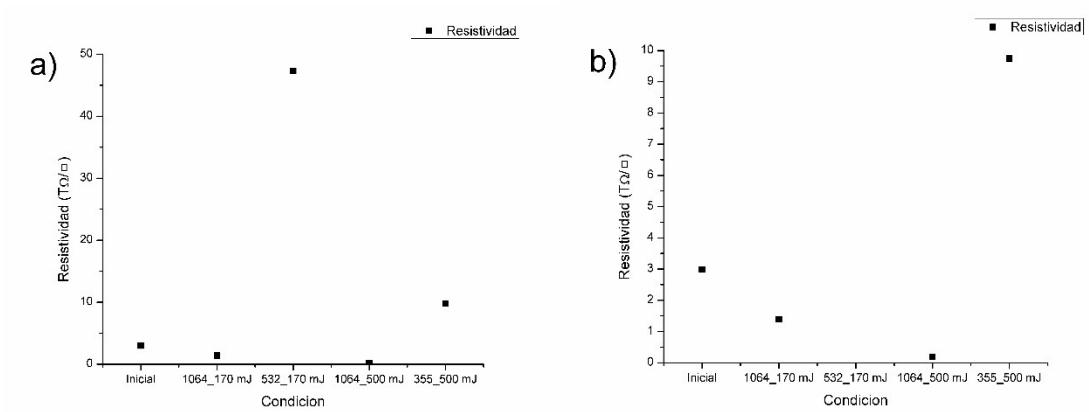 a)
Resistividad
Resistividad (TΩ/□)
50
40
30
20
10
0
Inicial 1064_170 mJ 532_170 mJ 1064_500 mJ 355_500 mJ
Condicion
b)
Resistividad
Resistividad (TΩ/□)
10
9
8
7
6
5
4
3
2
1
0
Inicial 1064_170 mJ 532_170 mJ 1064_500 mJ 355_500 mJ
Condicion